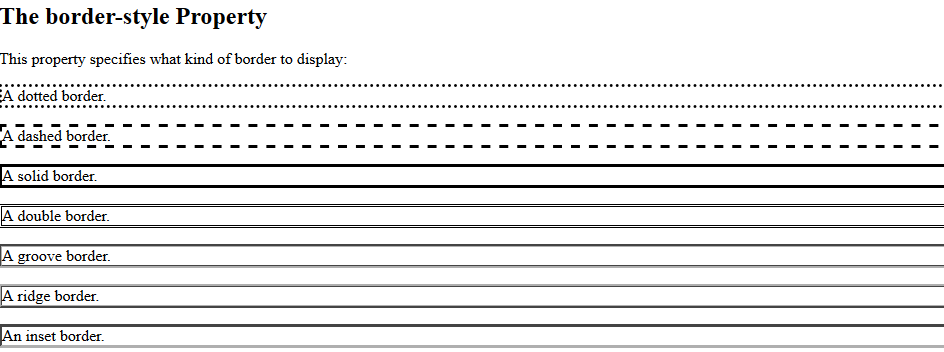 The border-style Property
This property specifies what kind of border to display:
A dotted border.
A dashed border.
A solid border.
A double border.
A groove border.
A ridge border.
An inset border.